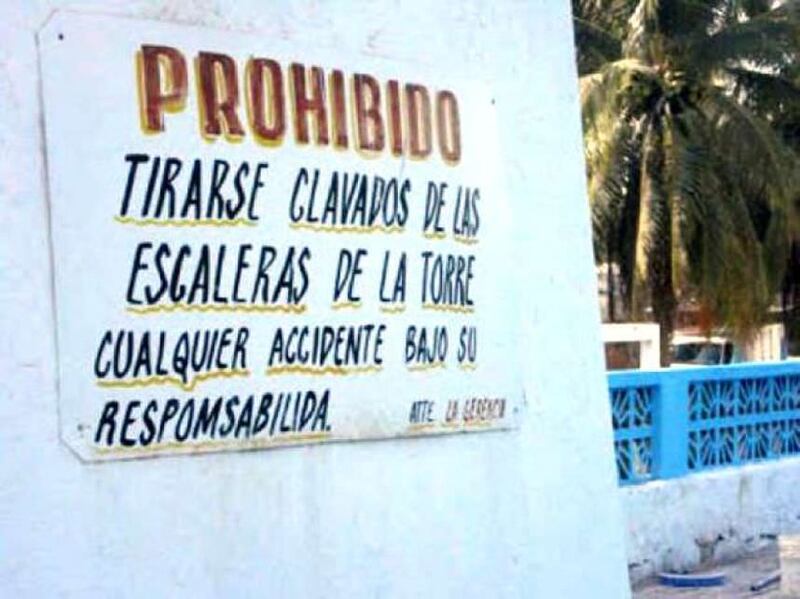 PROHIBIDO
TIRARSE CLAVADOS DE LAS
ESCALERAS DE LA TORRE
CUALQUIER ACCIDENTE BAJO SU
RESPOMSABILIDA. ATTE. LA GERENCIA